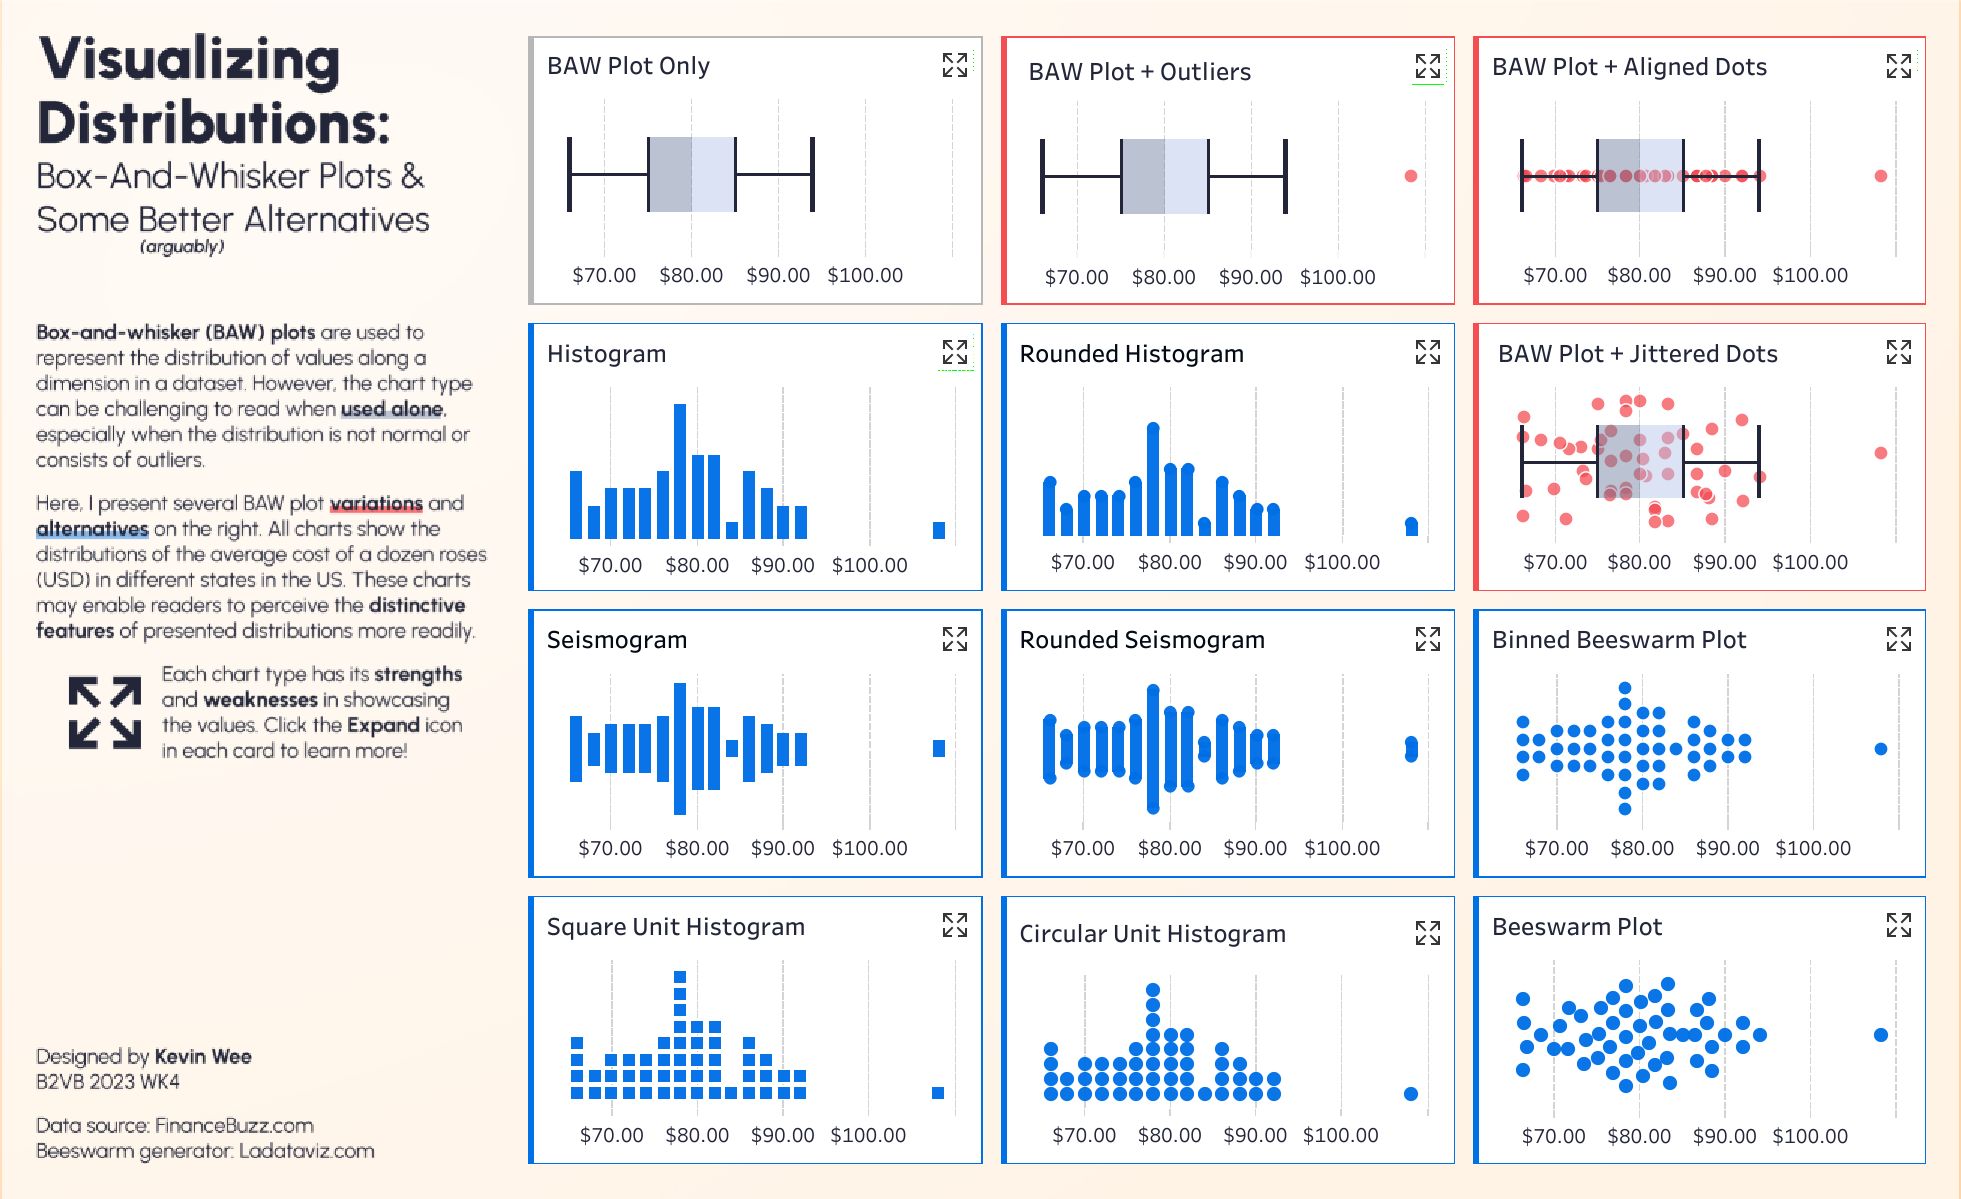 Visualizing
Distributions:
Box-And-Whisker Plots &
Some Better Alternatives
(arguably)
Box-and-whisker (BAW) plots are used to
represent the distribution of values along a
dimension in a dataset. However, the chart type
can be challenging to read when used alone,
especially when the distribution is not normal or
consists of outliers.
Here, I present several BAW plot variations and
alternatives on the right. All charts show the
distributions of the average cost of a dozen roses
(USD) in different states in the US. These charts
may enable readers to perceive the distinctive
features of presented distributions more readily.
Each chart type has its strengths
and weaknesses in showcasing
the values. Click the Expand icon
in each card to learn more!
Designed by Kevin Wee
B2VB 2023 WK4
Data source: FinanceBuzz.com
Beeswarm generator: Ladataviz.com
BAW Plot Only
$70.00 $80.00 $90.00 $100.00
BAW Plot + Outliers
$70.00 $80.00 $90.00 $100.00
BAW Plot + Aligned Dots
$70.00 $80.00 $90.00 $100.00
Histogram
$70.00 $80.00 $90.00 $100.00
Rounded Histogram
$70.00 $80.00 $90.00 $100.00
BAW Plot + Jittered Dots
$70.00 $80.00 $90.00 $100.00
Seismogram
$70.00 $80.00 $90.00 $100.00
Rounded Seismogram
$70.00 $80.00 $90.00 $100.00
Binned Beeswarm Plot
$70.00 $80.00 $90.00 $100.00
Square Unit Histogram
$70.00 $80.00 $90.00 $100.00
Circular Unit Histogram
$70.00 $80.00 $90.00 $100.00
Beeswarm Plot
$70.00 $80.00 $90.00 $100.00